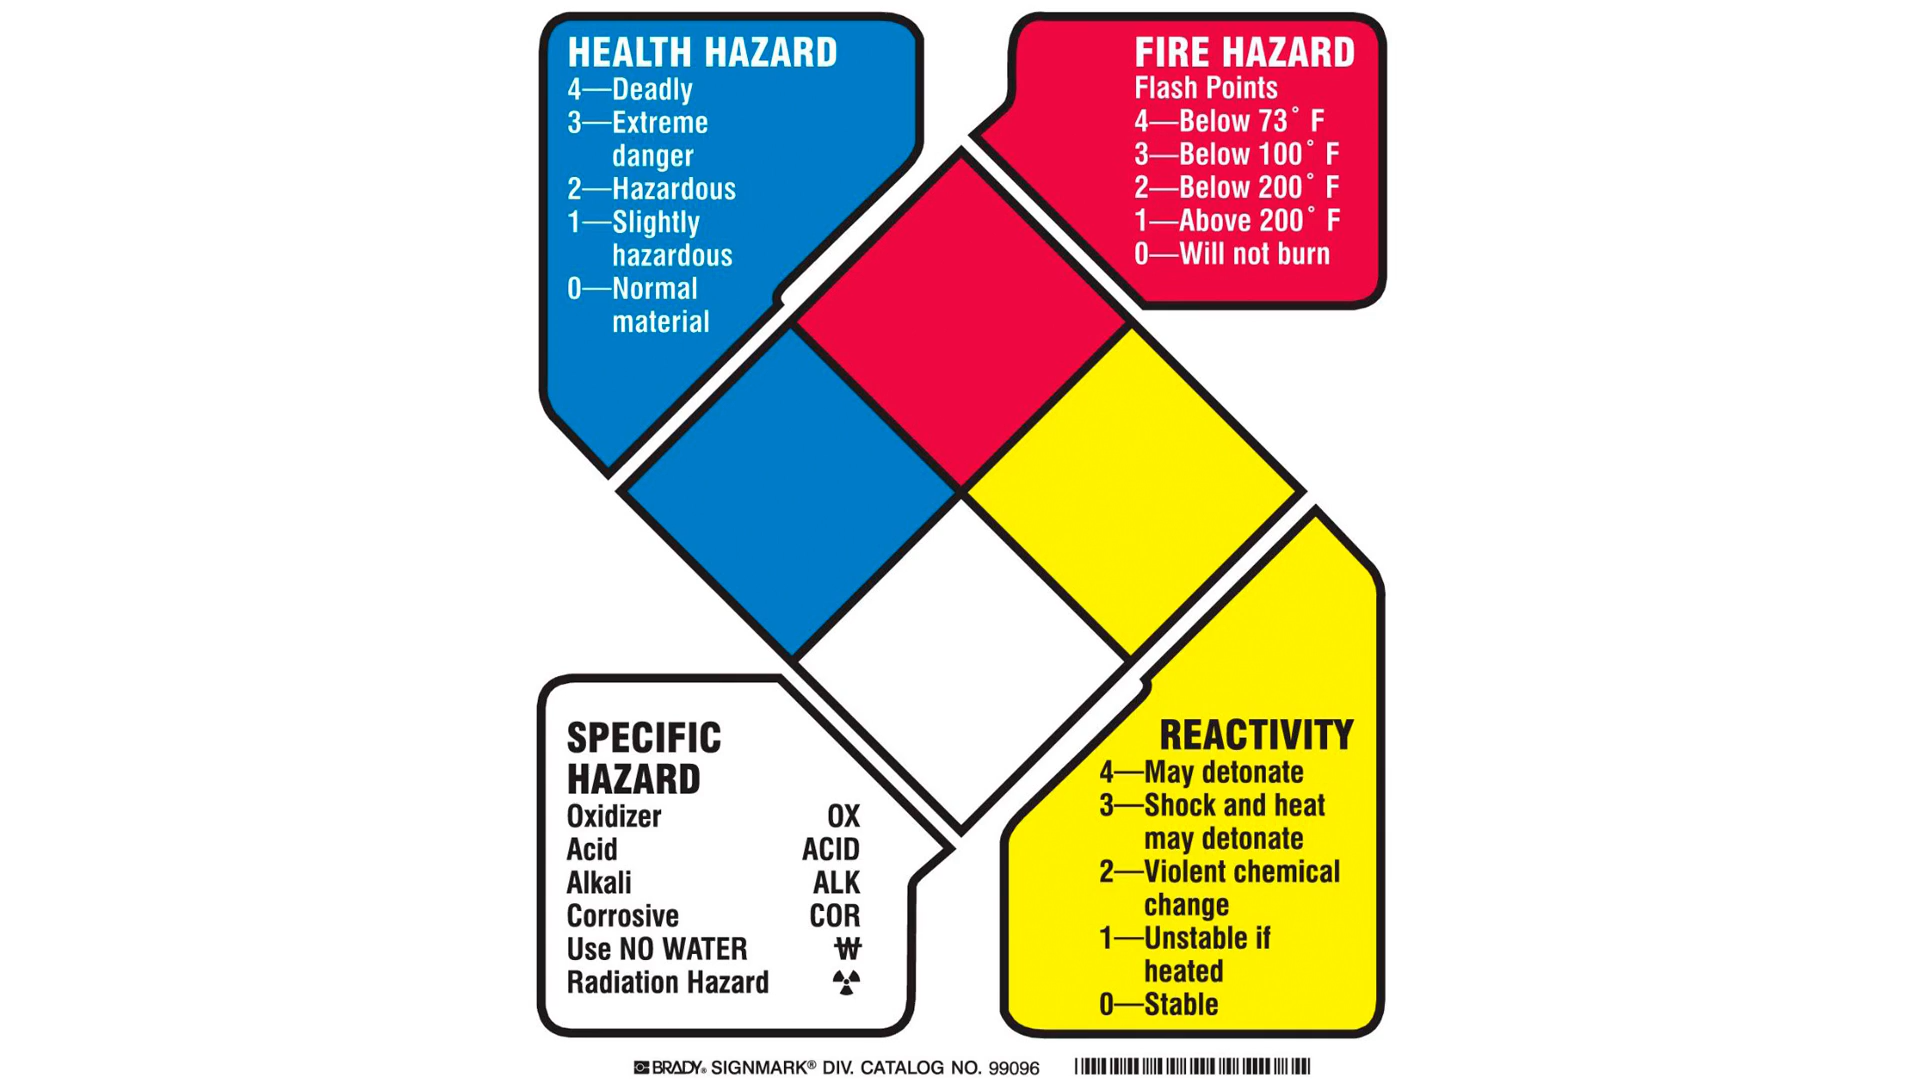 HEALTH HAZARD
4—Deadly
3—Extreme
danger
2—Hazardous
1—Slightly
hazardous
0—Normal
material
FIRE HAZARD
Flash Points
4—Below 73° F
3—Below 100° F
2—Below 200° F
1—Above 200° F
0—Will not burn
SPECIFIC
HAZARD
Oxidizer OX
Acid ACID
Alkali ALK
Corrosive COR
Use NO WATER W̶
Radiation Hazard ☢
REACTIVITY
4—May detonate
3—Shock and heat
may detonate
2—Violent chemical
change
1—Unstable if
heated
0—Stable
BRADY® SIGNMARK® DIV. CATALOG NO. 99096